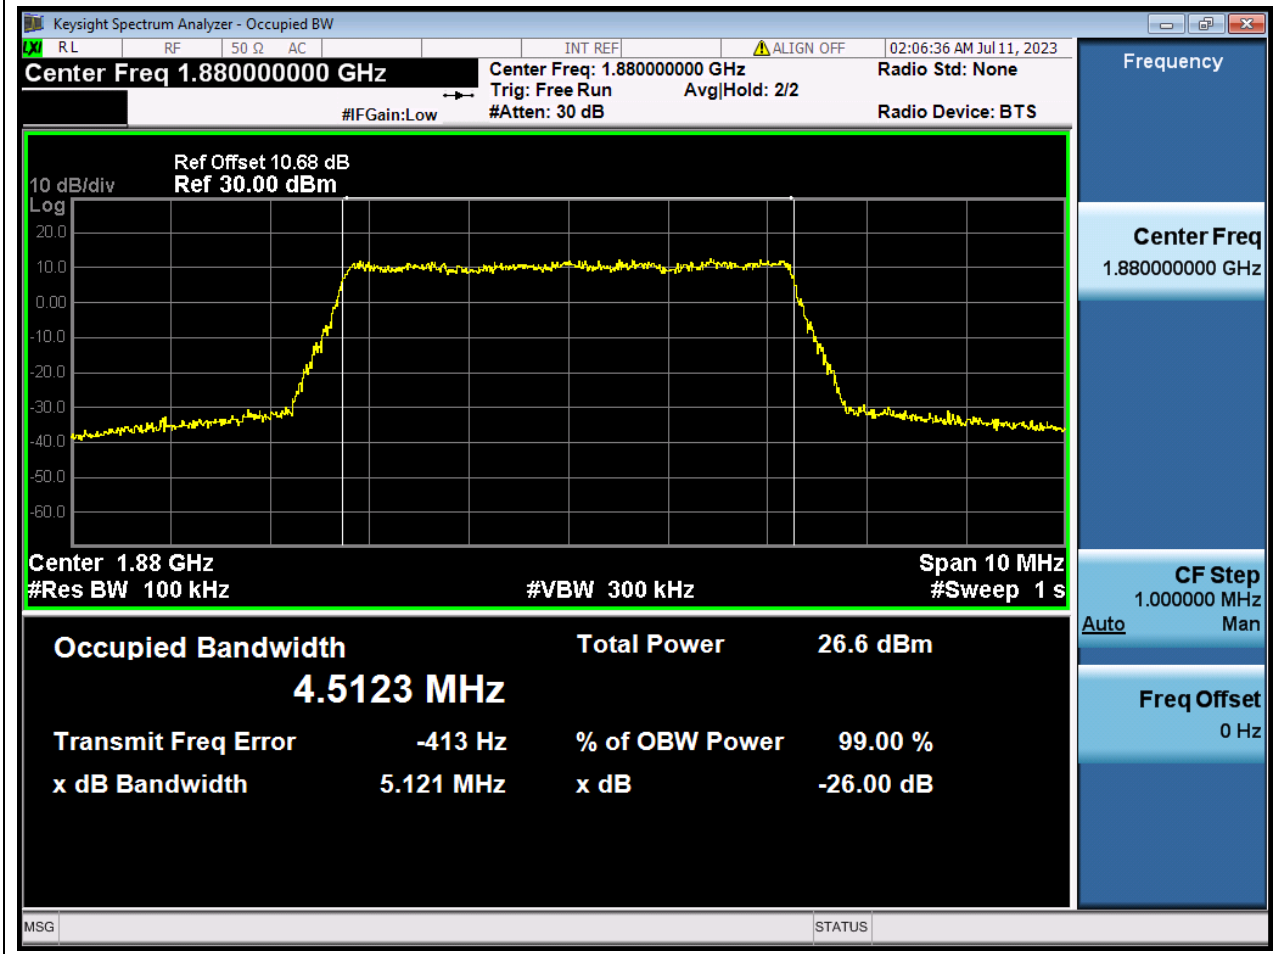 Keysight Spectrum Analyzer - Occupied BW
LXI RL RF 50 Ω AC INT REF ALIGN OFF 02:06:36 AM Jul 11, 2023
Center Freq 1.880000000 GHz
Center Freq: 1.880000000 GHz
Radio Std: None
Trig: Free Run Avg|Hold: 2/2
#IFGain:Low
#Atten: 30 dB
Radio Device: BTS
Ref Offset 10.68 dB
10 dB/div Ref 30.00 dBm
Log
20.0
10.0
0.00
-10.0
-20.0
-30.0
-40.0
-50.0
-60.0
Center 1.88 GHz Span 10 MHz
#Res BW 100 kHz #VBW 300 kHz #Sweep 1 s
Occupied Bandwidth Total Power 26.6 dBm
4.5123 MHz
Transmit Freq Error -413 Hz % of OBW Power 99.00 %
x dB Bandwidth 5.121 MHz x dB -26.00 dB
MSG STATUS
Frequency
Center Freq
1.880000000 GHz
CF Step
1.000000 MHz
Auto Man
Freq Offset
0 Hz